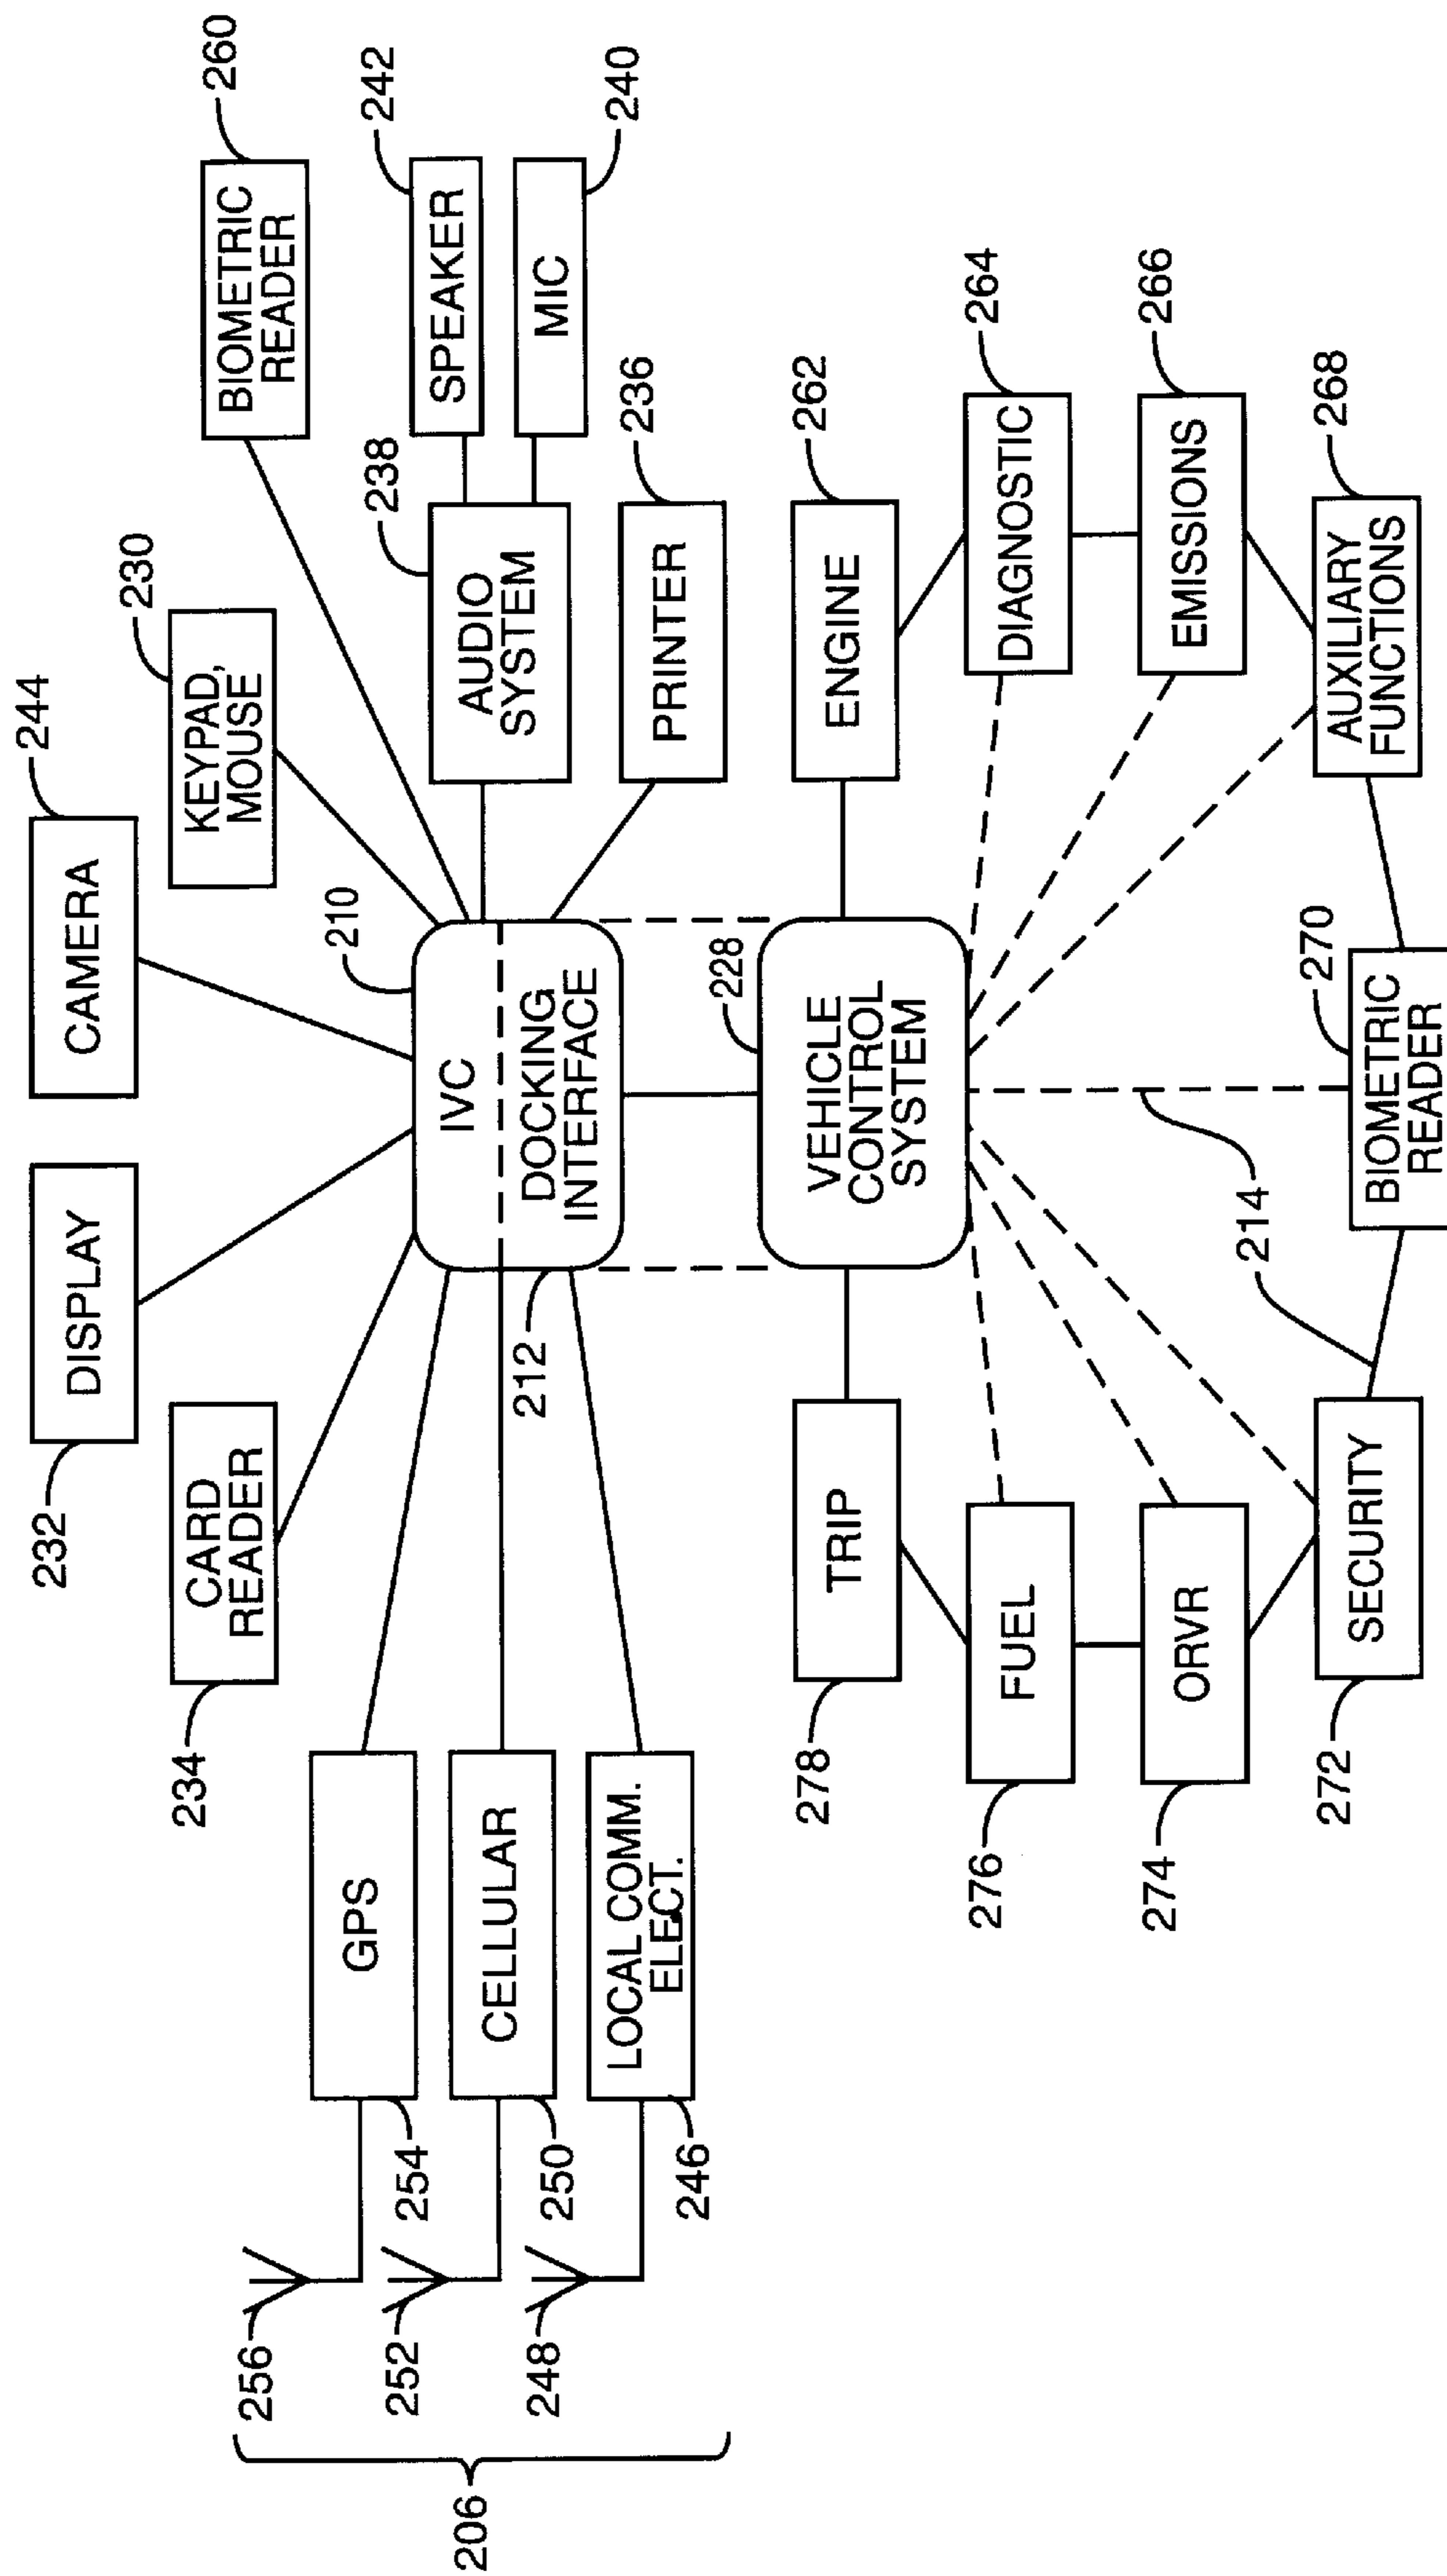 244
CAMERA
DISPLAY
232
230
KEYPAD,
MOUSE
CARD
READER
234
260
BIOMETRIC
READER
210
IVC
DOCKING
INTERFACE
212
242
SPEAKER
MIC
240
238
AUDIO
SYSTEM
PRINTER
236
256
GPS
254
252
CELLULAR
250
248
LOCAL COMM.
ELECT.
246
206
228
VEHICLE
CONTROL
SYSTEM
ENGINE
262
DIAGNOSTIC
264
EMISSIONS
266
AUXILIARY
FUNCTIONS
268
BIOMETRIC
READER
270
214
SECURITY
272
ORVR
274
FUEL
276
TRIP
278